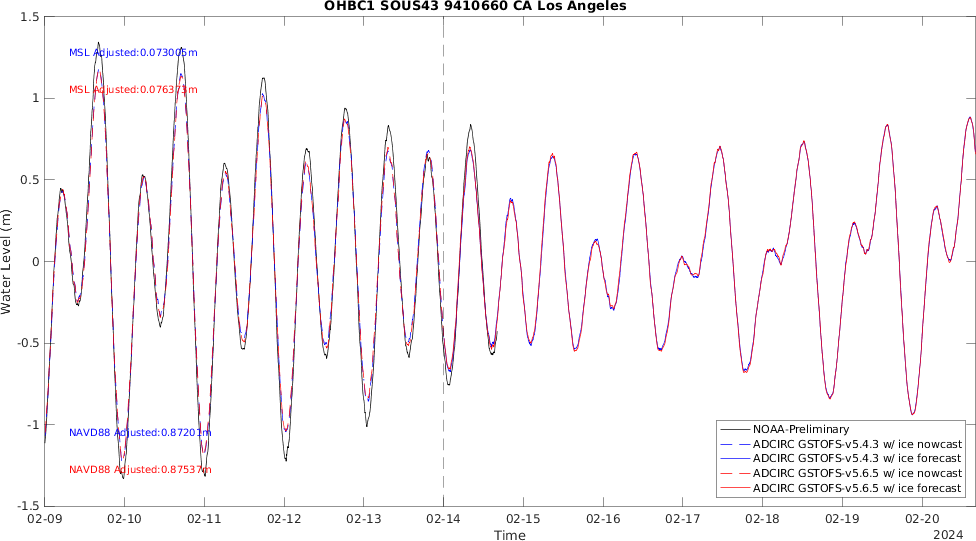 OHBC1 SOUS43 9410660 CA Los Angeles
1.5
MSL Adjusted:0.073005m
1
MSL Adjusted:0.076373m
0.5
0
Water Level (m)
-0.5
-1
NAVD88 Adjusted:0.87201m
NAVD88 Adjusted:0.87537m
-1.5
NOAA-Preliminary
ADCIRC GSTOFS-v5.4.3 w/ ice nowcast
ADCIRC GSTOFS-v5.4.3 w/ ice forecast
ADCIRC GSTOFS-v5.6.5 w/ ice nowcast
ADCIRC GSTOFS-v5.6.5 w/ ice forecast
02-09 02-10 02-11 02-12 02-13 02-14 02-15 02-16 02-17 02-18 02-19 02-20
Time
2024